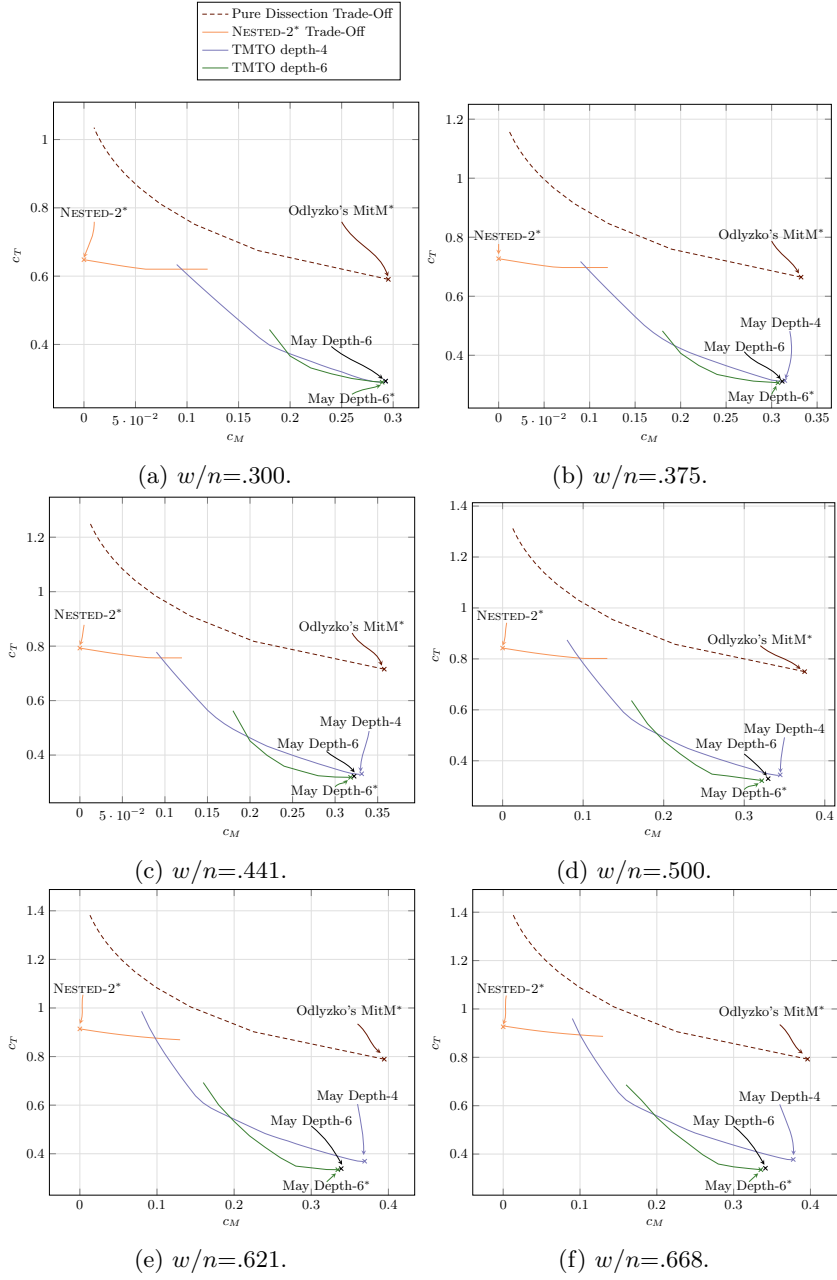 Pure Dissection Trade-Off
NESTED-2* Trade-Off
TMTO depth-4
TMTO depth-6
1
0.8
0.6
0.4
c_T
NESTED-2*
Odlyzko's MitM*
May Depth-6
May Depth-6*
0
5 · 10⁻²
0.1
0.15
0.2
0.25
0.3
c_M
(a) w/n=.300.
1.2
1
0.8
0.6
0.4
c_T
NESTED-2*
Odlyzko's MitM*
May Depth-4
May Depth-6
May Depth-6*
0
5 · 10⁻²
0.1
0.15
0.2
0.25
0.3
0.35
c_M
(b) w/n=.375.
1.2
1
0.8
0.6
0.4
c_T
NESTED-2*
Odlyzko's MitM*
May Depth-4
May Depth-6
May Depth-6*
0
5 · 10⁻²
0.1
0.15
0.2
0.25
0.3
0.35
c_M
(c) w/n=.441.
1.4
1.2
1
0.8
0.6
0.4
c_T
NESTED-2*
Odlyzko's MitM*
May Depth-4
May Depth-6
May Depth-6*
0
0.1
0.2
0.3
0.4
c_M
(d) w/n=.500.
1.4
1.2
1
0.8
0.6
0.4
c_T
NESTED-2*
Odlyzko's MitM*
May Depth-4
May Depth-6
May Depth-6*
0
0.1
0.2
0.3
0.4
c_M
(e) w/n=.621.
1.4
1.2
1
0.8
0.6
0.4
c_T
NESTED-2*
Odlyzko's MitM*
May Depth-4
May Depth-6
May Depth-6*
0
0.1
0.2
0.3
0.4
c_M
(f) w/n=.668.